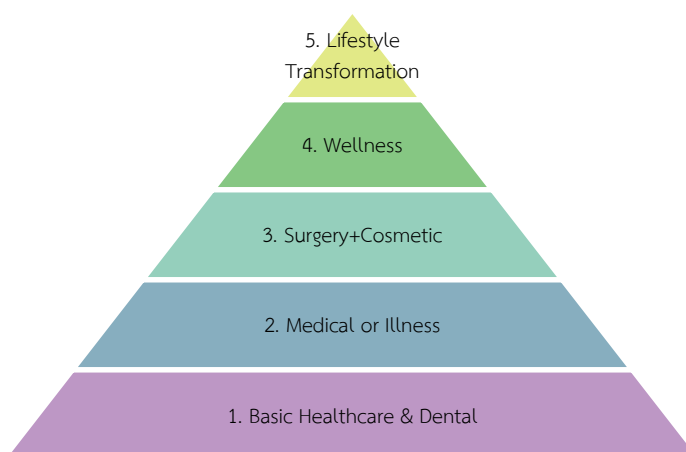 5. Lifestyle
Transformation
4. Wellness
3. Surgery+Cosmetic
2. Medical or Illness
1. Basic Healthcare & Dental